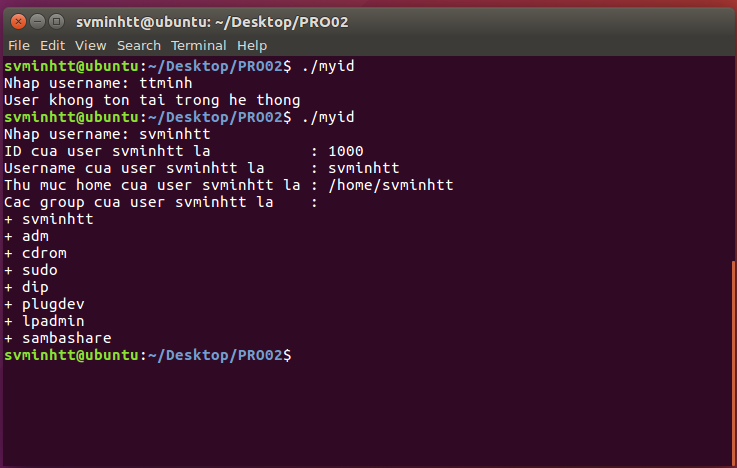 svminhtt@ubuntu: ~/Desktop/PRO02
File Edit View Search Terminal Help
svminhtt@ubuntu:~/Desktop/PRO02$ ./myid
Nhap username: ttminh
User khong ton tai trong he thong
svminhtt@ubuntu:~/Desktop/PRO02$ ./myid
Nhap username: svminhtt
ID cua user svminhtt la           : 1000
Username cua user svminhtt la     : svminhtt
Thu muc home cua user svminhtt la : /home/svminhtt
Cac group cua user svminhtt la    :
+ svminhtt
+ adm
+ cdrom
+ sudo
+ dip
+ plugdev
+ lpadmin
+ sambashare
svminhtt@ubuntu:~/Desktop/PRO02$